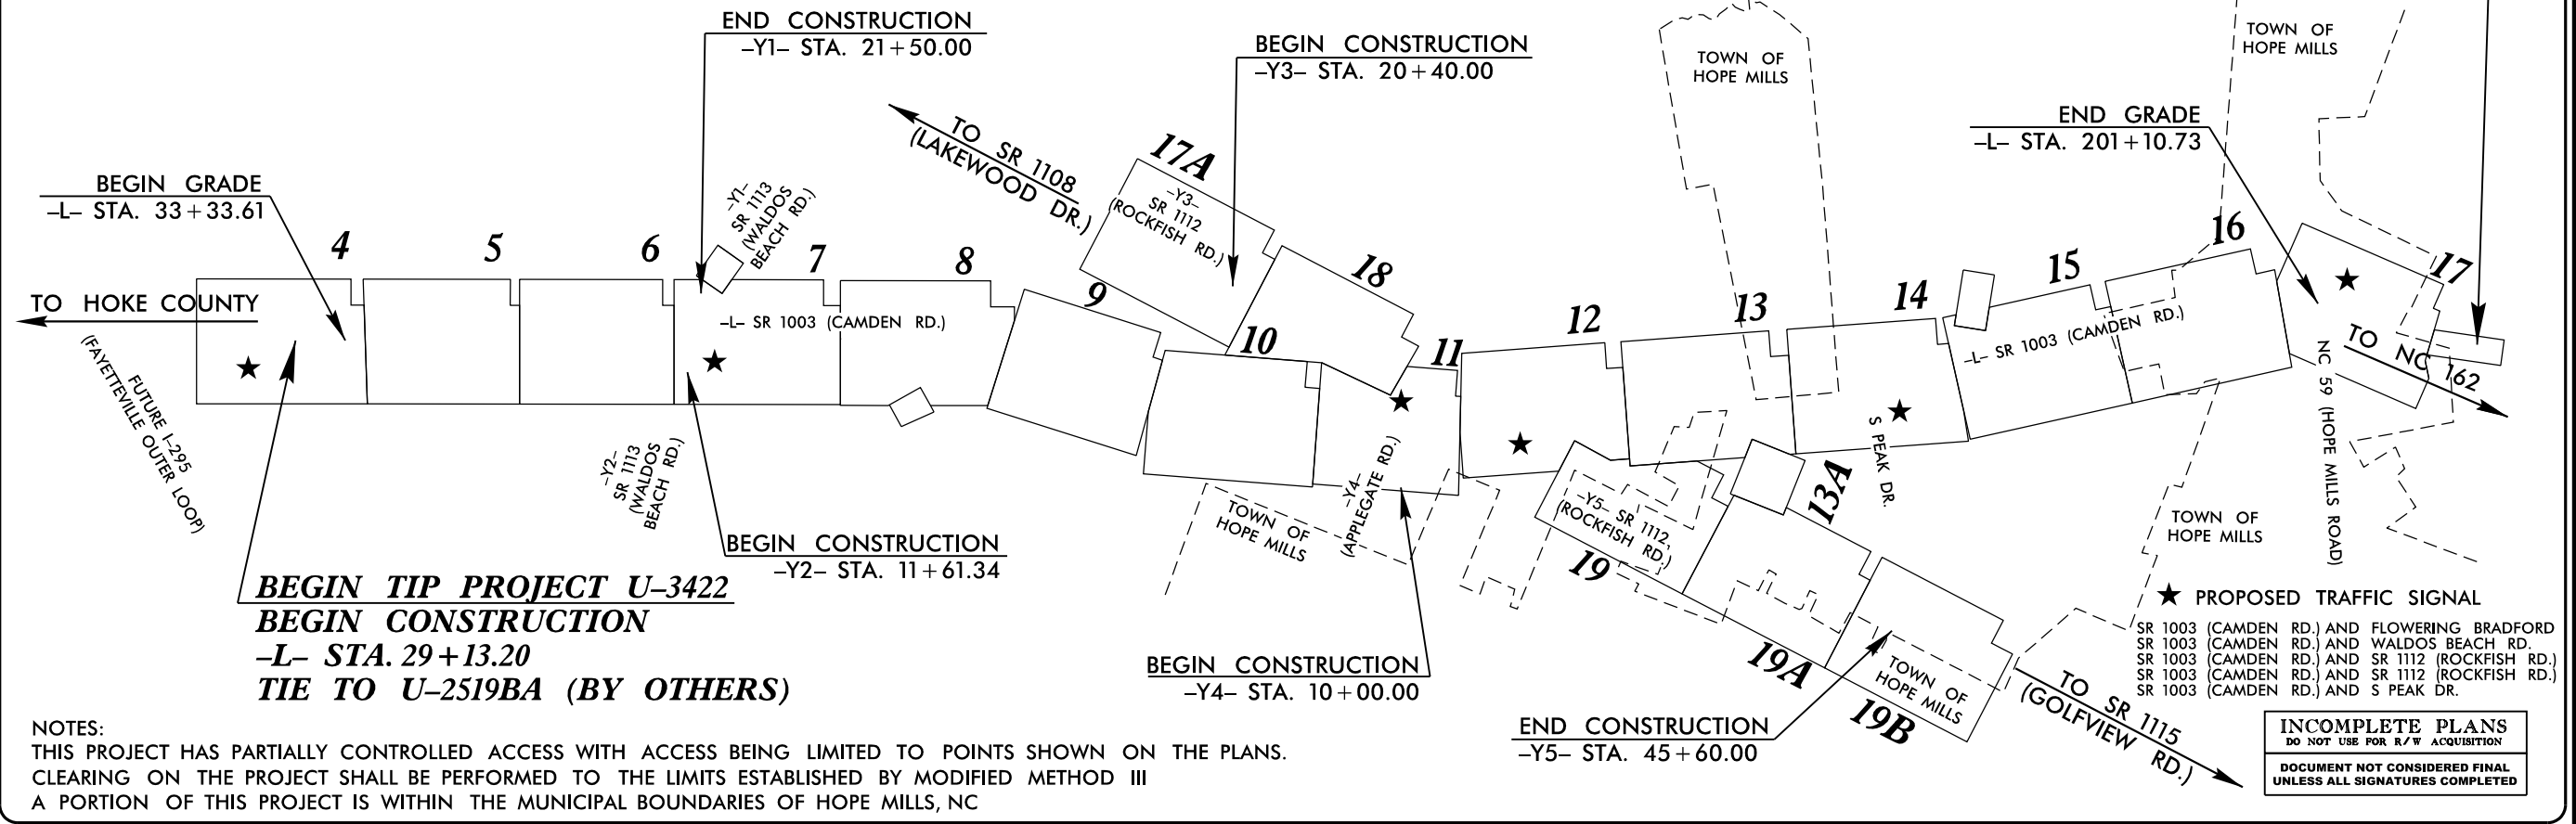 END CONSTRUCTION
–Y1– STA. 21+50.00
BEGIN CONSTRUCTION
–Y3– STA. 20+40.00
TOWN OF
HOPE MILLS
TOWN OF
HOPE MILLS
END GRADE
–L– STA. 201+10.73
BEGIN GRADE
–L– STA. 33+33.61
TO SR 1108
(LAKEWOOD DR.)
17A
–Y3–
SR 1112
(ROCKFISH RD.)
–Y1–
SR 1113
(WALDOS
BEACH RD.)
4
5
6
7
8
9
10
11
12
13
14
15
16
17
18
TO HOKE COUNTY
(FAYETTEVILLE OUTER LOOP)
FUTURE I–295
–L– SR 1003 (CAMDEN RD.)
–L– SR 1003 (CAMDEN RD.)
TO NC 162
NC 59 (HOPE MILLS ROAD)
S PEAK DR.
–Y2–
SR 1113
(WALDOS
BEACH RD.)
–Y4–
(APPLEGATE RD.)
TOWN OF
HOPE MILLS
–Y5– SR 1112,
(ROCKFISH RD.)
13A
19
19A
19B
TOWN OF
HOPE MILLS
TOWN OF
HOPE MILLS
BEGIN CONSTRUCTION
–Y2– STA. 11+61.34
BEGIN TIP PROJECT U–3422
BEGIN CONSTRUCTION
–L– STA. 29+13.20
TIE TO U–2519BA (BY OTHERS)
BEGIN CONSTRUCTION
–Y4– STA. 10+00.00
END CONSTRUCTION
–Y5– STA. 45+60.00
TO SR 1115
(GOLFVIEW RD.)
★ PROPOSED TRAFFIC SIGNAL
SR 1003 (CAMDEN RD.) AND FLOWERING BRADFORD
SR 1003 (CAMDEN RD.) AND WALDOS BEACH RD.
SR 1003 (CAMDEN RD.) AND SR 1112 (ROCKFISH RD.)
SR 1003 (CAMDEN RD.) AND SR 1112 (ROCKFISH RD.)
SR 1003 (CAMDEN RD.) AND S PEAK DR.
NOTES:
THIS PROJECT HAS PARTIALLY CONTROLLED ACCESS WITH ACCESS BEING LIMITED TO POINTS SHOWN ON THE PLANS.
CLEARING ON THE PROJECT SHALL BE PERFORMED TO THE LIMITS ESTABLISHED BY MODIFIED METHOD III
A PORTION OF THIS PROJECT IS WITHIN THE MUNICIPAL BOUNDARIES OF HOPE MILLS, NC
INCOMPLETE PLANS
DO NOT USE FOR R/W ACQUISITION
DOCUMENT NOT CONSIDERED FINAL
UNLESS ALL SIGNATURES COMPLETED